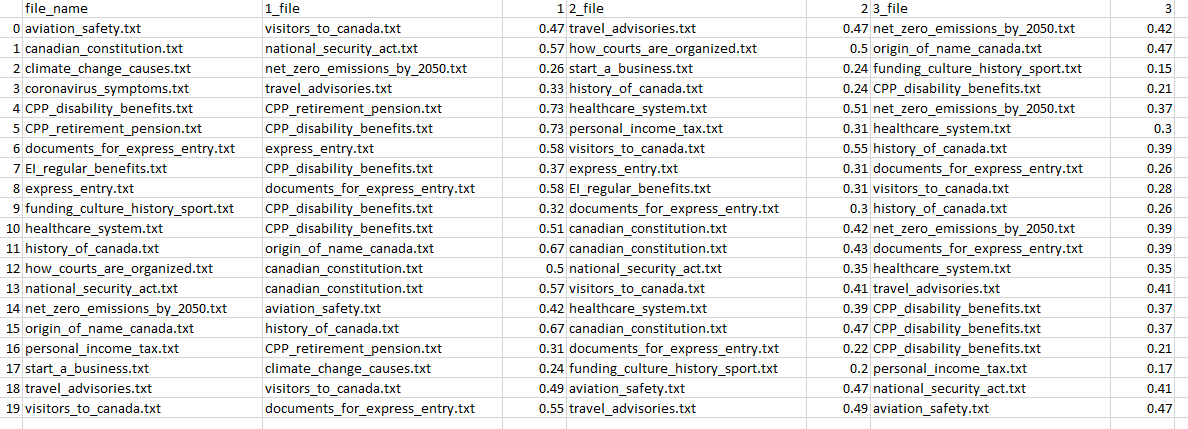 file_name 1_file 1 2_file 2 3_file 3
0 aviation_safety.txt visitors_to_canada.txt 0.47 travel_advisories.txt 0.47 net_zero_emissions_by_2050.txt 0.42
1 canadian_constitution.txt national_security_act.txt 0.57 how_courts_are_organized.txt 0.5 origin_of_name_canada.txt 0.47
2 climate_change_causes.txt net_zero_emissions_by_2050.txt 0.26 start_a_business.txt 0.24 funding_culture_history_sport.txt 0.15
3 coronavirus_symptoms.txt travel_advisories.txt 0.33 history_of_canada.txt 0.24 CPP_disability_benefits.txt 0.21
4 CPP_disability_benefits.txt CPP_retirement_pension.txt 0.73 healthcare_system.txt 0.51 net_zero_emissions_by_2050.txt 0.37
5 CPP_retirement_pension.txt CPP_disability_benefits.txt 0.73 personal_income_tax.txt 0.31 healthcare_system.txt 0.3
6 documents_for_express_entry.txt express_entry.txt 0.58 visitors_to_canada.txt 0.55 history_of_canada.txt 0.39
7 EI_regular_benefits.txt CPP_disability_benefits.txt 0.37 express_entry.txt 0.31 documents_for_express_entry.txt 0.26
8 express_entry.txt documents_for_express_entry.txt 0.58 EI_regular_benefits.txt 0.31 visitors_to_canada.txt 0.28
9 funding_culture_history_sport.txt CPP_disability_benefits.txt 0.32 documents_for_express_entry.txt 0.3 history_of_canada.txt 0.26
10 healthcare_system.txt CPP_disability_benefits.txt 0.51 canadian_constitution.txt 0.42 net_zero_emissions_by_2050.txt 0.39
11 history_of_canada.txt origin_of_name_canada.txt 0.67 canadian_constitution.txt 0.43 documents_for_express_entry.txt 0.39
12 how_courts_are_organized.txt canadian_constitution.txt 0.5 national_security_act.txt 0.35 healthcare_system.txt 0.35
13 national_security_act.txt canadian_constitution.txt 0.57 visitors_to_canada.txt 0.41 travel_advisories.txt 0.41
14 net_zero_emissions_by_2050.txt aviation_safety.txt 0.42 healthcare_system.txt 0.39 CPP_disability_benefits.txt 0.37
15 origin_of_name_canada.txt history_of_canada.txt 0.67 canadian_constitution.txt 0.47 CPP_disability_benefits.txt 0.37
16 personal_income_tax.txt CPP_retirement_pension.txt 0.31 documents_for_express_entry.txt 0.22 CPP_disability_benefits.txt 0.21
17 start_a_business.txt climate_change_causes.txt 0.24 funding_culture_history_sport.txt 0.2 personal_income_tax.txt 0.17
18 travel_advisories.txt visitors_to_canada.txt 0.49 aviation_safety.txt 0.47 national_security_act.txt 0.41
19 visitors_to_canada.txt documents_for_express_entry.txt 0.55 travel_advisories.txt 0.49 aviation_safety.txt 0.47